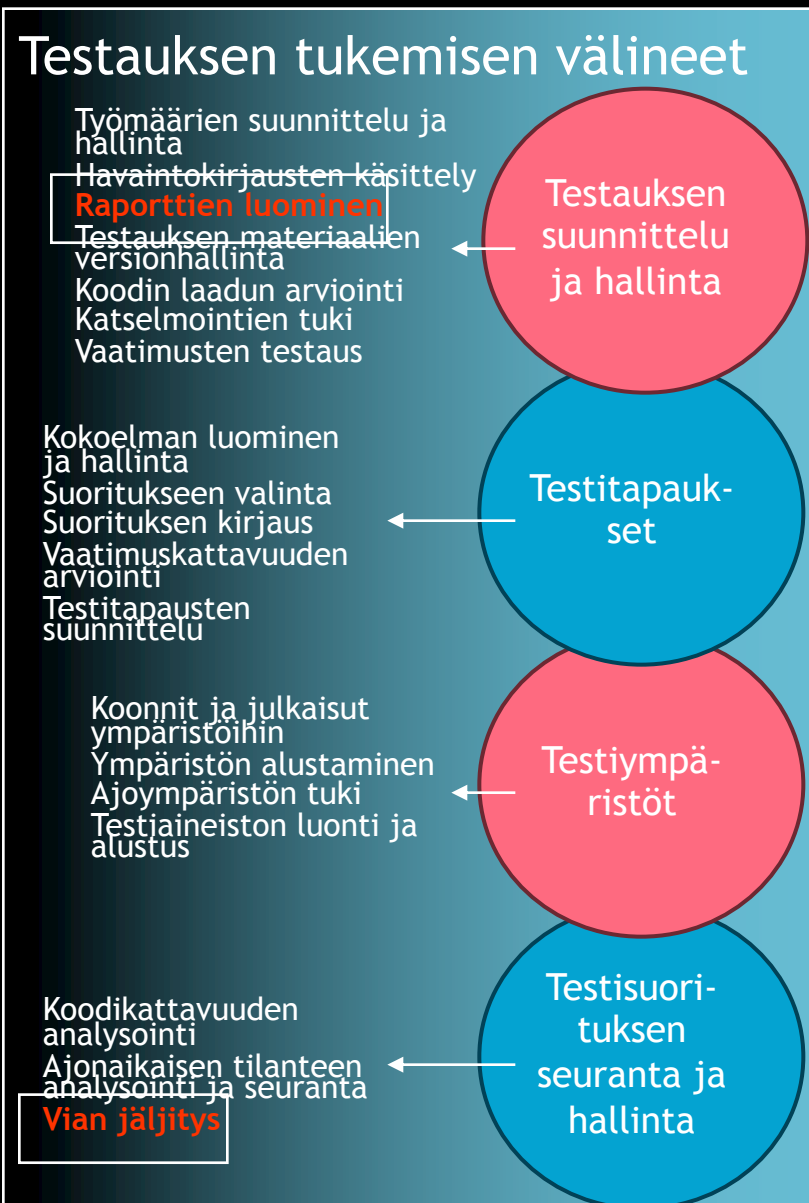 Testauksen tukemisen välineet
Työmäärien suunnittelu ja
hallinta
Havaintokirjausten käsittely
Raporttien luominen
Testauksen materiaalien
versionhallinta
Koodin laadun arviointi
Katselmointien tuki
Vaatimusten testaus
Testauksen
suunnittelu
ja hallinta
Kokoelman luominen
ja hallinta
Suoritukseen valinta
Suorituksen kirjaus
Vaatimuskattavuuden
arviointi
Testitapausten
suunnittelu
Testitapauk-
set
Koonnit ja julkaisut
ympäristöihin
Ympäristön alustaminen
Ajoympäristön tuki
Testiaineiston luonti ja
alustus
Testiympä-
ristöt
Koodikattavuuden
analysointi
Ajonaikaisen tilanteen
analysointi ja seuranta
Vian jäljitys
Testisuori-
tuksen
seuranta ja
hallinta